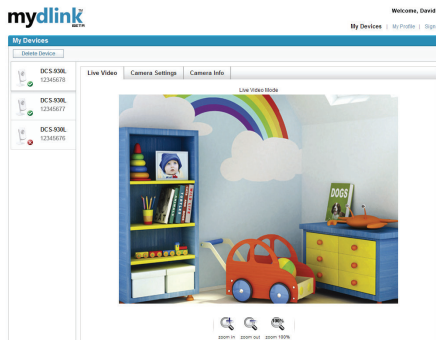 mydlink
BETA
Welcome, David
My Devices | My Profile | Sign
My Devices
Delete Device
DCS-930L
12345678
DCS-930L
12345677
DCS-930L
12345676
Live Video
Camera Settings
Camera Info
Live Video Mode
DOGS
100%
zoom in
zoom out
zoom 100%